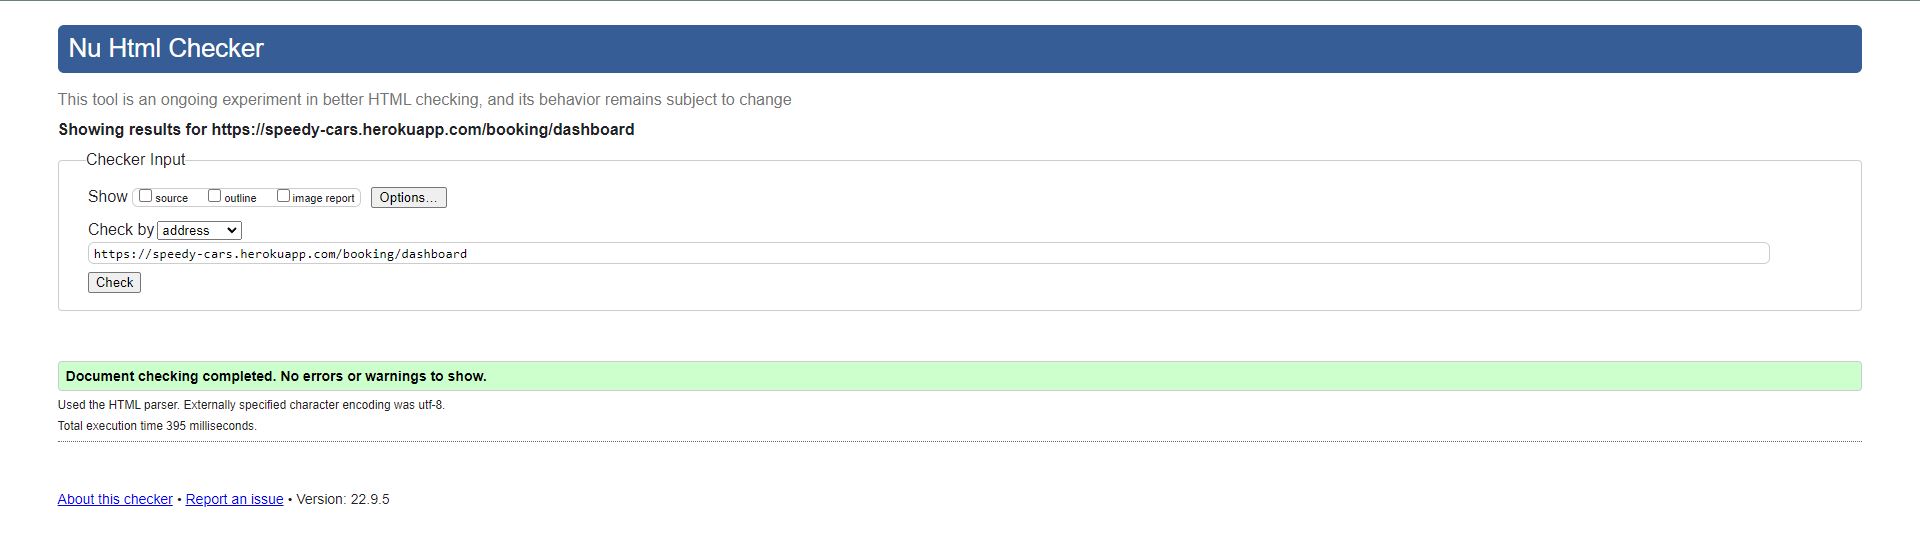 Nu Html Checker
This tool is an ongoing experiment in better HTML checking, and its behavior remains subject to change
Showing results for https://speedy-cars.herokuapp.com/booking/dashboard
Checker Input
Show source outline image report Options...
Check by address
https://speedy-cars.herokuapp.com/booking/dashboard
Check
Document checking completed. No errors or warnings to show.
Used the HTML parser. Externally specified character encoding was utf-8.
Total execution time 395 milliseconds.
About this checker • Report an issue • Version: 22.9.5